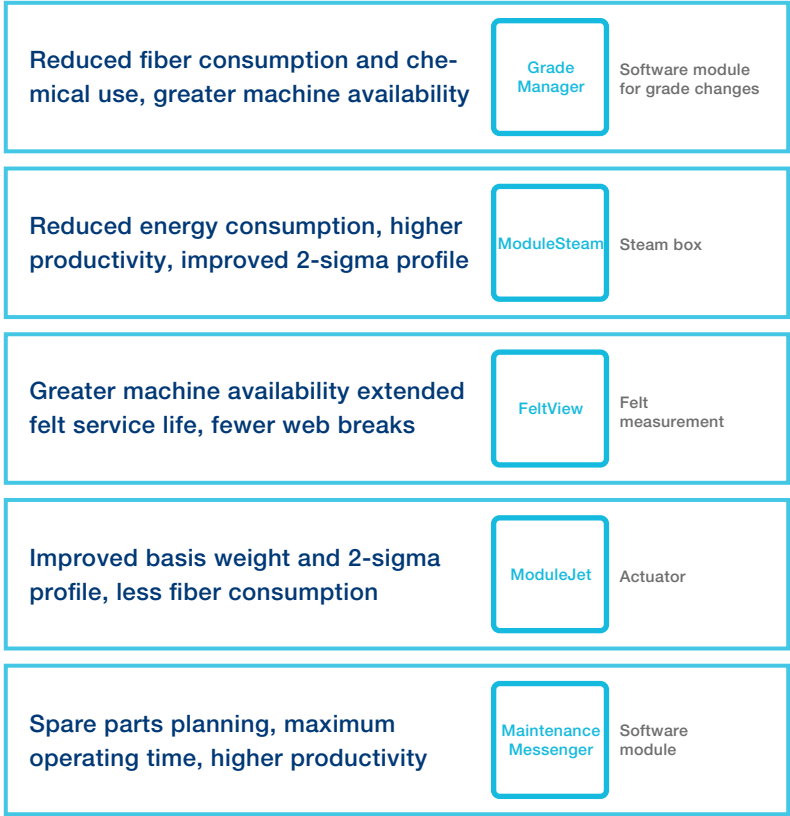 Reduced fiber consumption and che-
mical use, greater machine availability
Grade
Manager
Software module
for grade changes
Reduced energy consumption, higher
productivity, improved 2-sigma profile
ModuleSteam
Steam box
Greater machine availability extended
felt service life, fewer web breaks
FeltView
Felt
measurement
Improved basis weight and 2-sigma
profile, less fiber consumption
ModuleJet
Actuator
Spare parts planning, maximum
operating time, higher productivity
Maintenance
Messenger
Software
module